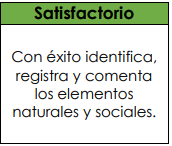 Satisfactorio
Con éxito identifica,
registra y comenta
los elementos
naturales y sociales.